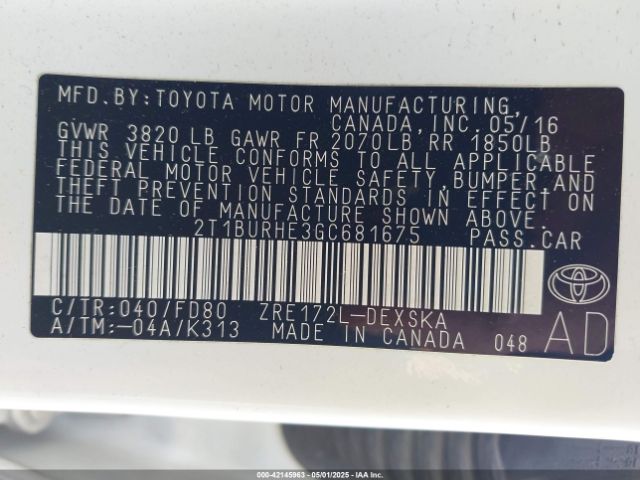 MFD.BY:TOYOTA MOTOR MANUFACTURING,
CANADA,INC. 05/16
GVWR 3820 LB GAWR FR 2070LB RR 1850LB
THIS VEHICLE CONFORMS TO ALL APPLICABLE
FEDERAL MOTOR VEHICLE SAFETY,BUMPER,AND
THEFT PREVENTION STANDARDS IN EFFECT ON
THE DATE OF MANUFACTURE SHOWN ABOVE.
2T1BURHE3GC681675 PASS.CAR
C/TR:040/FD80 ZRE172L-DEXSKA
A/TM:-04A/K313 MADE IN CANADA 048
AD
000-42145963 - 05/01/2025 - IAA Inc.